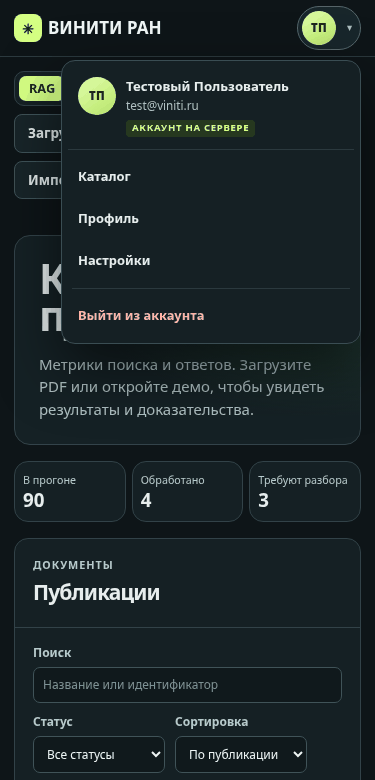 ВИНИТИ РАН
ТП
RAG
ТП
Тестовый Пользователь
test@viniti.ru
АККАУНТ НА СЕРВЕРЕ
Каталог
Профиль
Настройки
Выйти из аккаунта
Метрики поиска и ответов. Загрузите
PDF или откройте демо, чтобы увидеть
результаты и доказательства.
В прогоне
90
Обработано
4
Требуют разбора
3
ДОКУМЕНТЫ
Публикации
Поиск
Название или идентификатор
Статус
Сортировка
Все статусы
По публикации